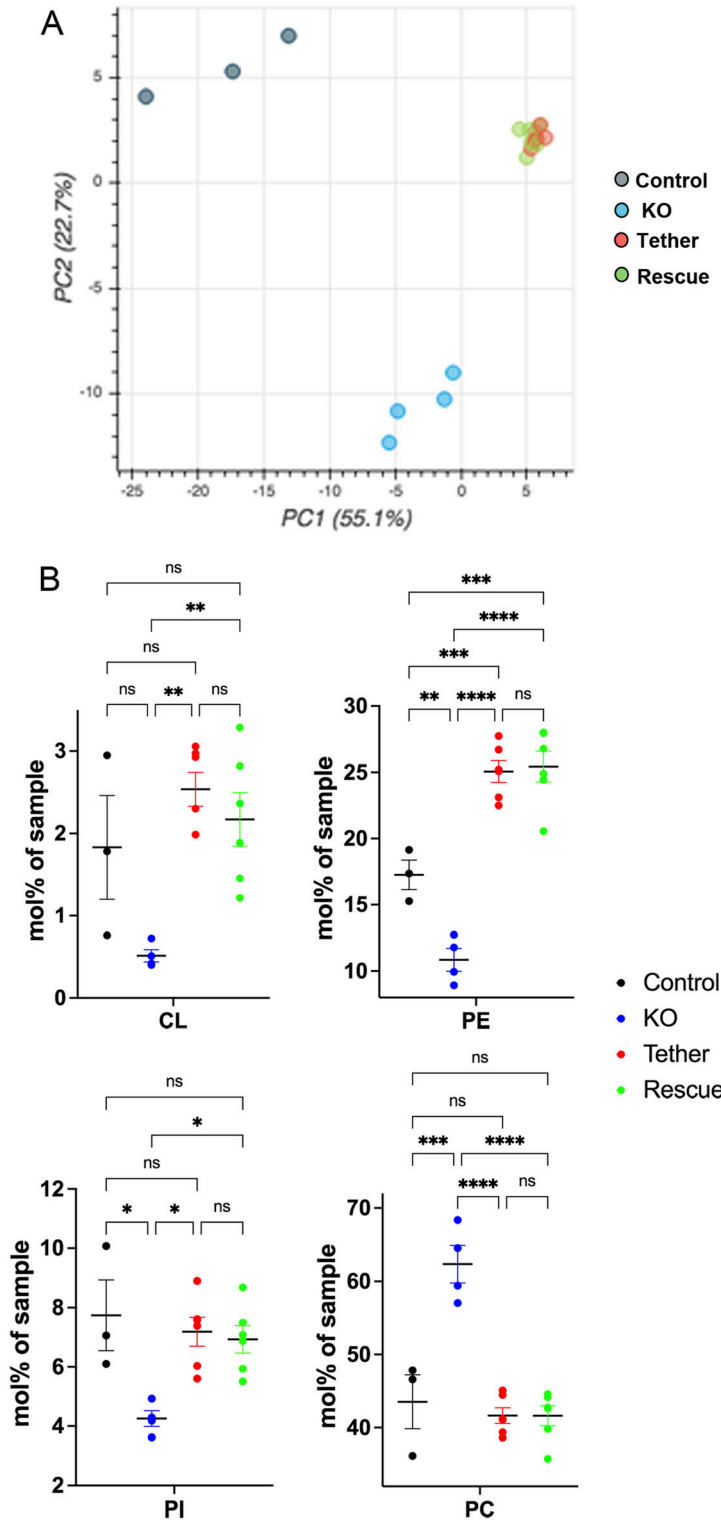 A
5
0
-5
-10
PC2 (22.7%)
-25 -20 -15 -10 -5 0 5
PC1 (55.1%)
Control
KO
Tether
Rescue
B
ns
**
ns
ns ** ns
3
2
1
0
mol% of sample
CL
***
****
***
** **** ns
30
25
20
15
10
mol% of sample
PE
Control
KO
Tether
Rescue
ns
*
ns
* * ns
12
10
8
6
4
2
mol% of sample
PI
ns
ns
*** ****
**** ns
70
60
50
40
mol% of sample
PC